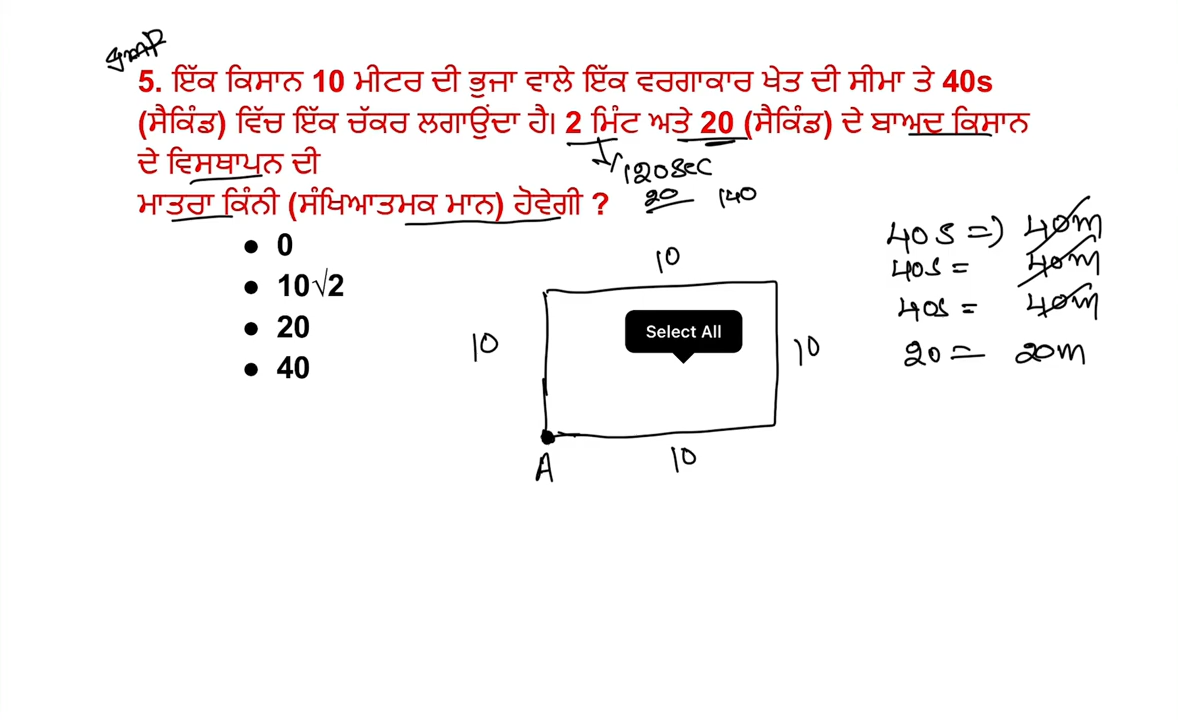 5. ਇੱਕ ਕਿਸਾਨ 10 ਮੀਟਰ ਦੀ ਭੁਜਾ ਵਾਲੇ ਇੱਕ ਵਰਗਾਕਾਰ ਖੇਤ ਦੀ ਸੀਮਾ ਤੇ 40s
(ਸੈਕਿੰਡ) ਵਿੱਚ ਇੱਕ ਚੱਕਰ ਲਗਾਉਂਦਾ ਹੈ। 2 ਮਿੰਟ ਅਤੇ 20 (ਸੈਕਿੰਡ) ਦੇ ਬਾਅਦ ਕਿਸਾਨ
ਦੇ ਵਿਸਥਾਪਨ ਦੀ
120sec
ਮਾਤਰਾ ਕਿੰਨੀ (ਸੰਖਿਆਤਮਕ ਮਾਨ) ਹੋਵੇਗੀ ?
20 140
• 0
• 10√2
• 20
• 40
40s => 40m
40s = 40m
40s = 40m
20 = 20m
10
10
Select All
10
10
A